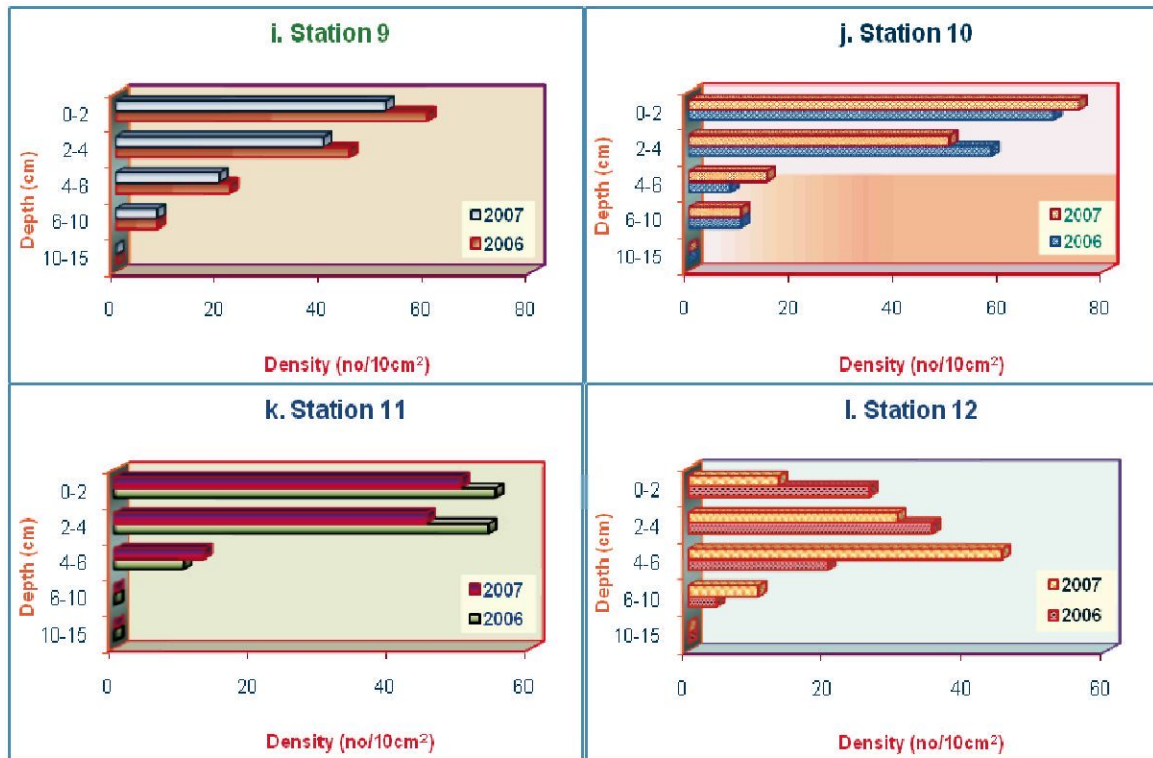 i. Station 9
Depth (cm)
0-2
2-4
4-6
6-10
10-15
2007
2006
0 20 40 60 80
Density (no/10cm²)
j. Station 10
Depth (cm)
0-2
2-4
4-6
6-10
10-15
2007
2006
0 20 40 60 80
Density (no/10cm²)
k. Station 11
Depth (cm)
0-2
2-4
4-6
6-10
10-15
2007
2006
0 20 40 60
Density (no/10cm²)
l. Station 12
Depth (cm)
0-2
2-4
4-6
6-10
10-15
2007
2006
0 20 40 60
Density (no/10cm²)